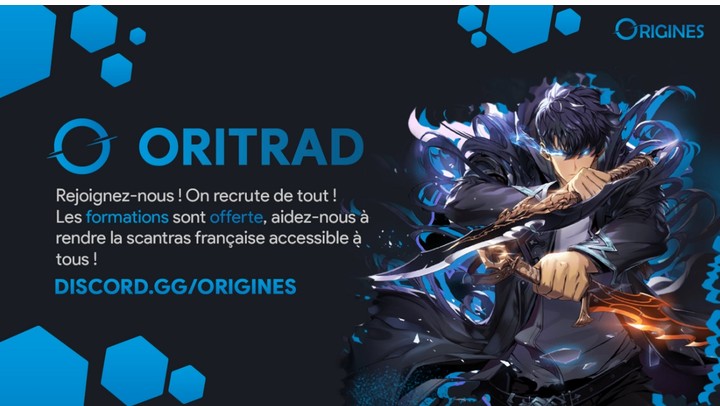 ORIGINES
ORITRAD
Rejoignez-nous ! On recrute de tout !
Les formations sont offerte, aidez-nous à
rendre la scantras française accessible à
tous !
DISCORD.GG/ORIGINES